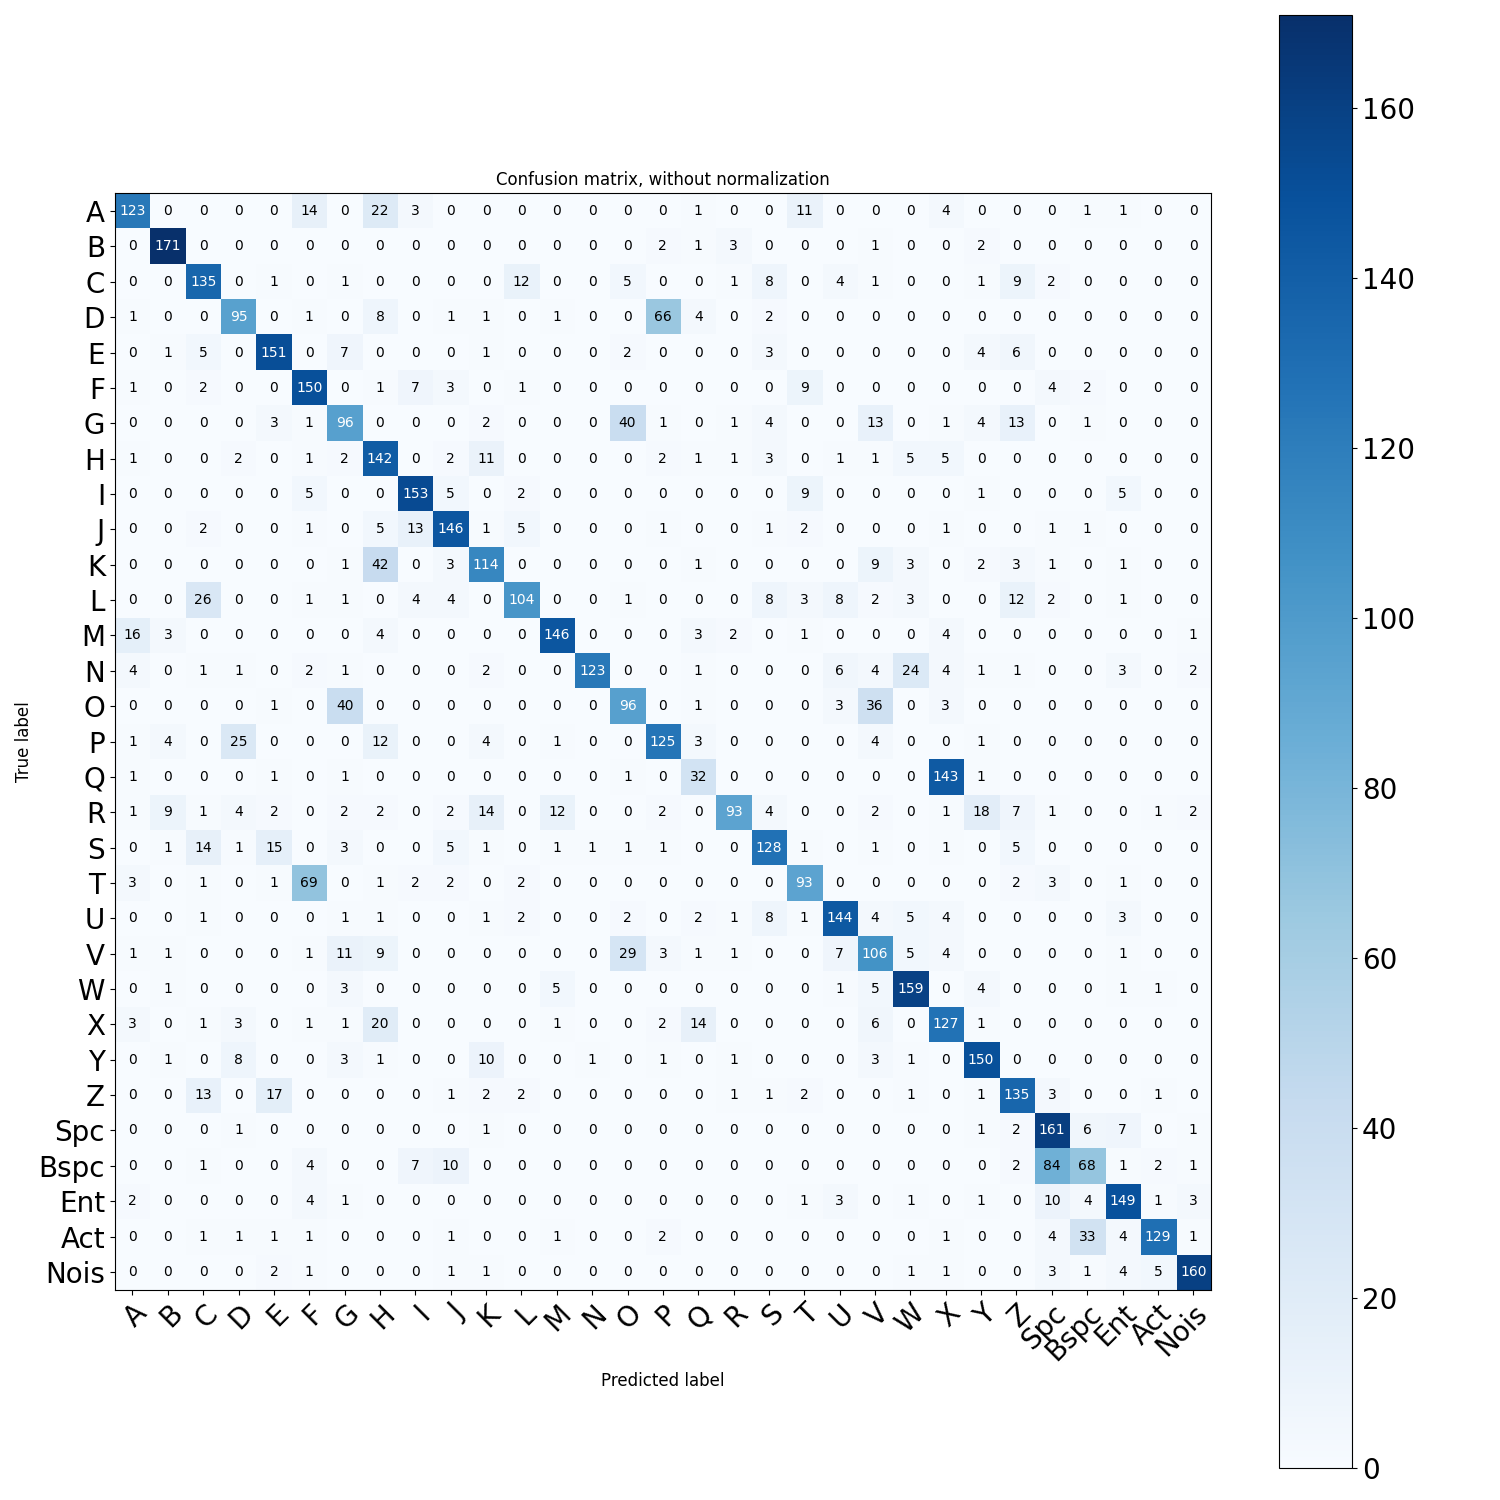 Confusion matrix, without normalization
A 123 0 0 0 0 14 0 22 3 0 0 0 0 0 0 0 1 0 0 11 0 0 0 4 0 0 0 1 1 0 0
B 0 171 0 0 0 0 0 0 0 0 0 0 0 0 0 2 1 3 0 0 0 1 0 0 2 0 0 0 0 0 0
C 0 0 135 0 1 0 1 0 0 0 0 12 0 0 5 0 0 1 8 0 4 1 0 0 1 9 2 0 0 0 0
D 1 0 0 95 0 1 0 8 0 1 1 0 1 0 0 66 4 0 2 0 0 0 0 0 0 0 0 0 0 0 0
E 0 1 5 0 151 0 7 0 0 0 1 0 0 0 2 0 0 0 3 0 0 0 0 0 4 6 0 0 0 0 0
F 1 0 2 0 0 150 0 1 7 3 0 1 0 0 0 0 0 0 0 9 0 0 0 0 0 0 4 2 0 0 0
G 0 0 0 0 3 1 96 0 0 0 2 0 0 0 40 1 0 1 4 0 0 13 0 1 4 13 0 1 0 0 0
H 1 0 0 2 0 1 2 142 0 2 11 0 0 0 0 2 1 1 3 0 1 1 5 5 0 0 0 0 0 0 0
I 0 0 0 0 0 5 0 0 153 5 0 2 0 0 0 0 0 0 0 9 0 0 0 0 1 0 0 0 5 0 0
J 0 0 2 0 0 1 0 5 13 146 1 5 0 0 0 1 0 0 1 2 0 0 0 1 0 0 1 1 0 0 0
K 0 0 0 0 0 0 1 42 0 3 114 0 0 0 0 0 1 0 0 0 0 9 3 0 2 3 1 0 1 0 0
L 0 0 26 0 0 1 1 0 4 4 0 104 0 0 1 0 0 0 8 3 8 2 3 0 0 12 2 0 1 0 0
M 16 3 0 0 0 0 0 4 0 0 0 0 146 0 0 0 3 2 0 1 0 0 0 4 0 0 0 0 0 0 1
N 4 0 1 1 0 2 1 0 0 0 2 0 0 123 0 0 1 0 0 0 6 4 24 4 1 1 0 0 3 0 2
O 0 0 0 0 1 0 40 0 0 0 0 0 0 0 96 0 1 0 0 0 3 36 0 3 0 0 0 0 0 0 0
P 1 4 0 25 0 0 0 12 0 0 4 0 1 0 0 125 3 0 0 0 0 4 0 0 1 0 0 0 0 0 0
Q 1 0 0 0 1 0 1 0 0 0 0 0 0 0 1 0 32 0 0 0 0 0 0 143 1 0 0 0 0 0 0
R 1 9 1 4 2 0 2 2 0 2 14 0 12 0 0 2 0 93 4 0 0 2 0 1 18 7 1 0 0 1 2
S 0 1 14 1 15 0 3 0 0 5 1 0 1 1 1 1 0 0 128 1 0 1 0 1 0 5 0 0 0 0 0
T 3 0 1 0 1 69 0 1 2 2 0 2 0 0 0 0 0 0 0 93 0 0 0 0 0 2 3 0 1 0 0
U 0 0 1 0 0 0 1 1 0 0 1 2 0 0 2 0 2 1 8 1 144 4 5 4 0 0 0 0 3 0 0
V 1 1 0 0 0 1 11 9 0 0 0 0 0 0 29 3 1 1 0 0 7 106 5 4 0 0 0 0 1 0 0
W 0 1 0 0 0 0 3 0 0 0 0 0 5 0 0 0 0 0 0 0 1 5 159 0 4 0 0 0 1 1 0
X 3 0 1 3 0 1 1 20 0 0 0 0 1 0 0 2 14 0 0 0 0 6 0 127 1 0 0 0 0 0 0
Y 0 1 0 8 0 0 3 1 0 0 10 0 0 1 0 1 0 1 0 0 0 3 1 0 150 0 0 0 0 0 0
Z 0 0 13 0 17 0 0 0 0 1 2 2 0 0 0 0 0 1 1 2 0 0 1 0 1 135 3 0 0 1 0
Spc 0 0 0 1 0 0 0 0 0 0 1 0 0 0 0 0 0 0 0 0 0 0 0 0 1 2 161 6 7 0 1
Bspc 0 0 1 0 0 4 0 0 7 10 0 0 0 0 0 0 0 0 0 0 0 0 0 0 0 2 84 68 1 2 1
Ent 2 0 0 0 0 4 1 0 0 0 0 0 0 0 0 0 0 0 0 1 3 0 1 0 1 0 10 4 149 1 3
Act 0 0 1 1 1 1 0 0 0 1 0 0 1 0 0 2 0 0 0 0 0 0 0 1 0 0 4 33 4 129 1
Nois 0 0 0 0 2 1 0 0 0 1 1 0 0 0 0 0 0 0 0 0 0 0 1 1 0 0 3 1 4 5 160
A B C D E F G H I J K L M N O P Q R S T U V W X Y Z Spc Bspc Ent Act Nois
Predicted label
True label
160
140
120
100
80
60
40
20
0